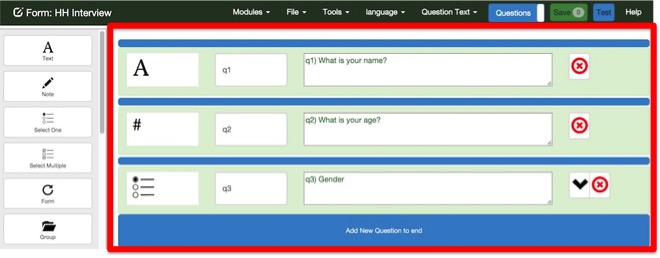 Form: HH Interview Modules File Tools language Question Text Questions Save 0 Test Help
A
Text
Note
Select One
Select Multiple
Form
Group
A q1 q1) What is your name?
# q2 q2) What is your age?
q3 q3) Gender
Add New Question to end